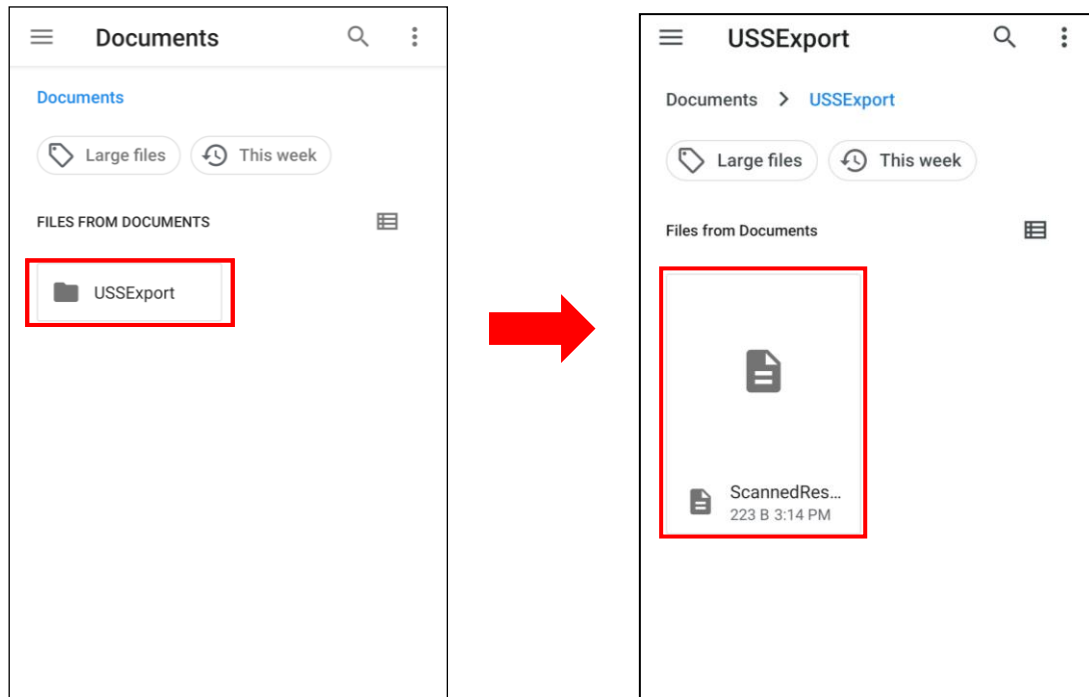 Documents
Documents
Large files
This week
FILES FROM DOCUMENTS
USSExport
USSExport
Documents > USSExport
Large files
This week
Files from Documents
ScannedRes...
223 B 3:14 PM